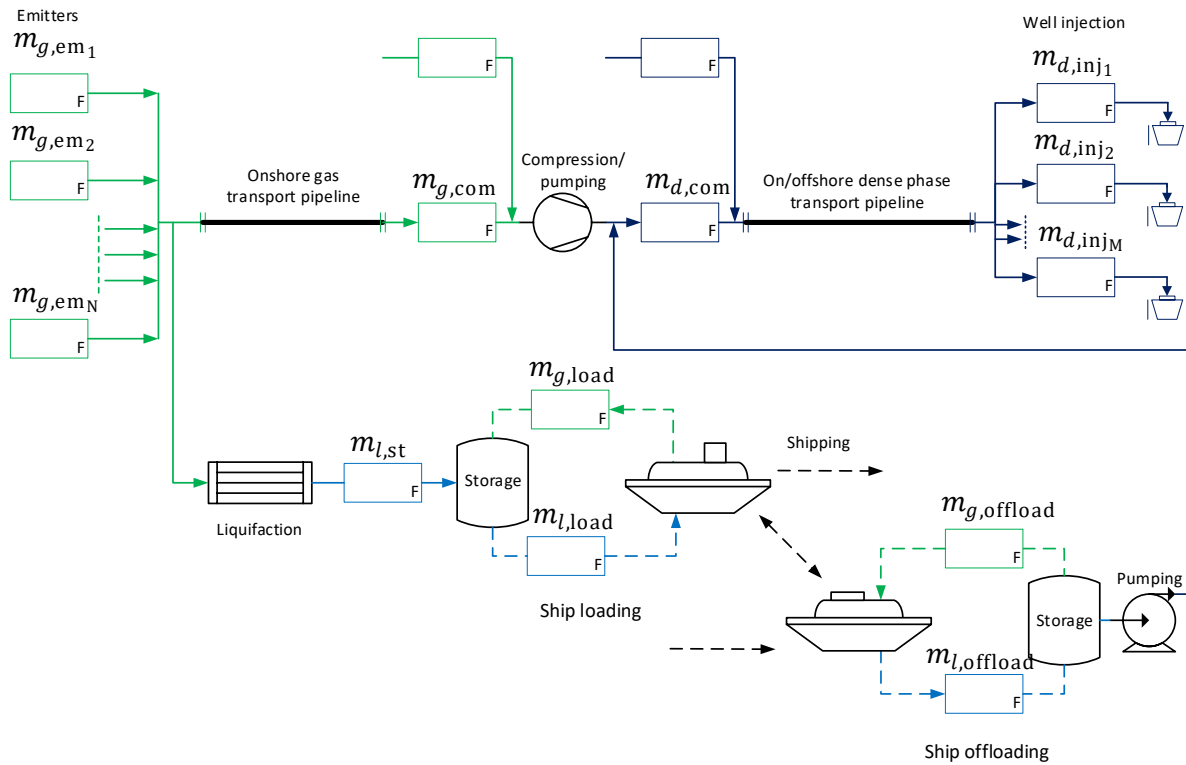 Emitters
m_{g,em_1}
F
m_{g,em_2}
F
m_{g,em_N}
F
Onshore gas
transport pipeline
F
m_{g,com}
F
Compression/
pumping
F
m_{d,com}
F
On/offshore dense phase
transport pipeline
Well injection
m_{d,inj_1}
F
m_{d,inj_2}
F
m_{d,inj_M}
F
Liquifaction
m_{l,st}
F
Storage
m_{g,load}
F
m_{l,load}
F
Shipping
Ship loading
m_{g,offload}
F
Storage
Pumping
m_{l,offload}
F
Ship offloading